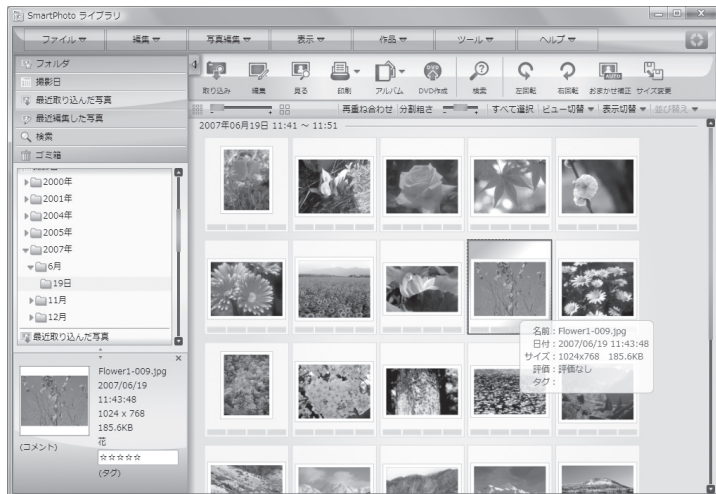 SmartPhoto ライブラリ
ファイル 編集 写真編集 表示 作品 ツール ヘルプ
フォルダ
撮影日
最近取り込んだ写真
最近編集した写真
検索
ゴミ箱
取り込み 編集 見る 印刷 アルバム DVD作成 検索 左回転 右回転 おまかせ補正 サイズ変更
再重ね合わせ 分割粗さ すべて選択 ビュー切替 表示切替 並び替え
2007年06月19日 11:41 ~ 11:51
2000年
2001年
2004年
2005年
2007年
6月
19日
11月
12月
最近取り込んだ写真
Flower1-009.jpg
2007/06/19
11:43:48
1024 x 768
185.6KB
花
(コメント)
☆☆☆☆☆
(タグ)
名前 : Flower1-009.jpg
日付 : 2007/06/19 11:43:48
サイズ : 1024x768 185.6KB
評価 : 評価なし
タグ :